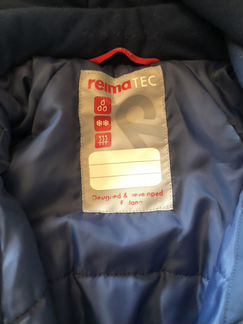 reimaTEC
Designed & developed
Finland